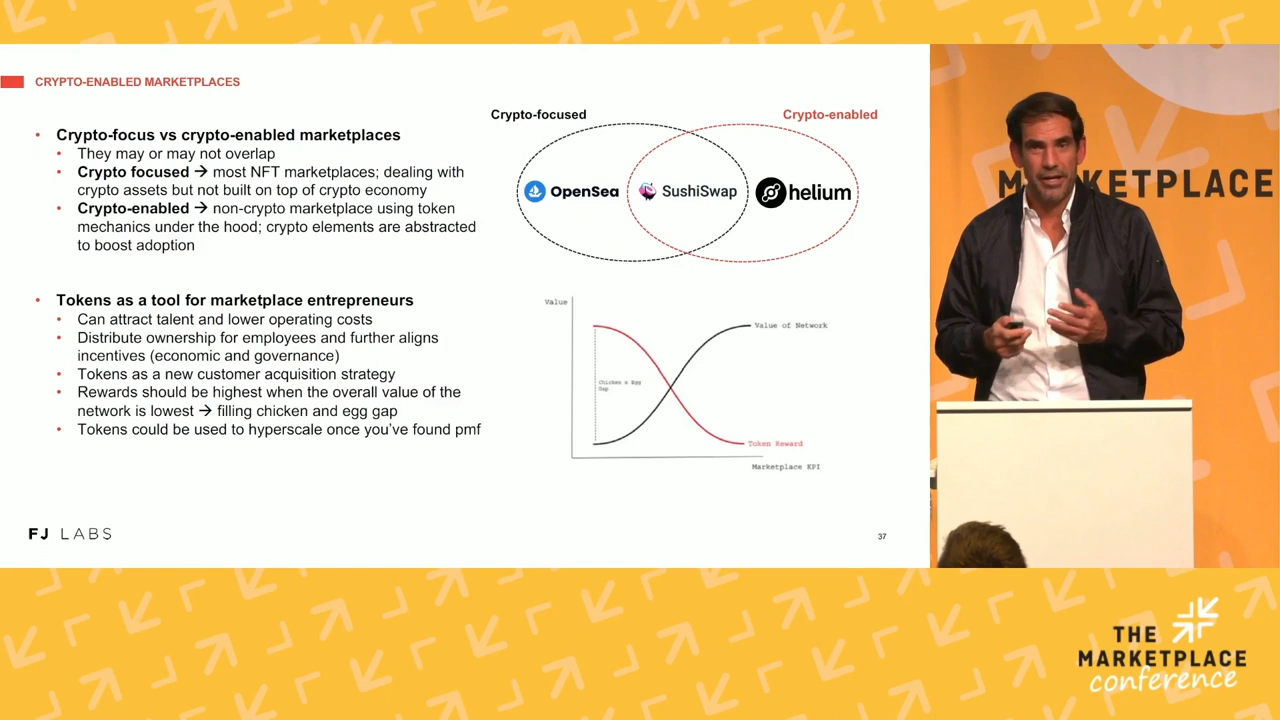 CRYPTO-ENABLED MARKETPLACES
• Crypto-focus vs crypto-enabled marketplaces
• They may or may not overlap
• Crypto focused → most NFT marketplaces; dealing with
crypto assets but not built on top of crypto economy
• Crypto-enabled → non-crypto marketplace using token
mechanics under the hood; crypto elements are abstracted
to boost adoption
• Tokens as a tool for marketplace entrepreneurs
• Can attract talent and lower operating costs
• Distribute ownership for employees and further aligns
incentives (economic and governance)
• Tokens as a new customer acquisition strategy
• Rewards should be highest when the overall value of the
network is lowest → filling chicken and egg gap
• Tokens could be used to hyperscale once you've found pmf
Crypto-focused
Crypto-enabled
OpenSea
SushiSwap
helium
Value
Value of Network
Chicken x Egg
Gap
Token Reward
Marketplace KPI
FJ LABS
37
MARKETPLACE
THE
MARKETPLACE
conference